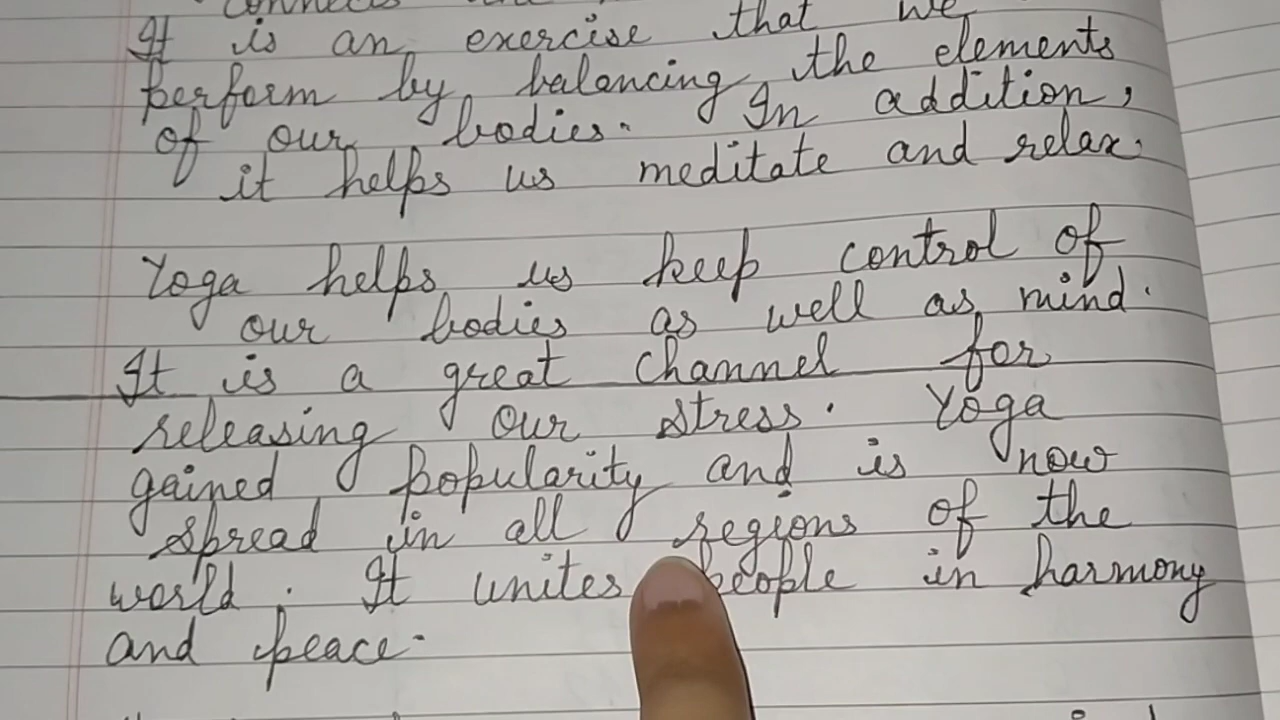 connects
It is an exercise that we
perform by balancing the elements
of our bodies. In addition,
it helps us meditate and relax.
Yoga helps us keep control of
our bodies as well as mind.
It is a great channel for
releasing our stress. Yoga
gained popularity and is now
spread in all regions of the
world. It unites people in harmony
and peace.